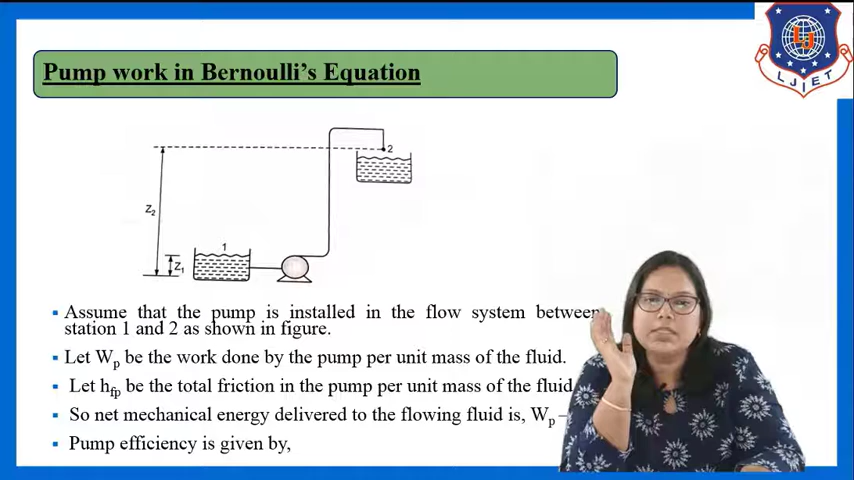 Pump work in Bernoulli's Equation
LJ
LJIET
2
Z2
1
Z1
▪ Assume that the pump is installed in the flow system between
station 1 and 2 as shown in figure.
▪ Let Wp be the work done by the pump per unit mass of the fluid.
▪ Let hfp be the total friction in the pump per unit mass of the fluid
▪ So net mechanical energy delivered to the flowing fluid is, Wp –
▪ Pump efficiency is given by,